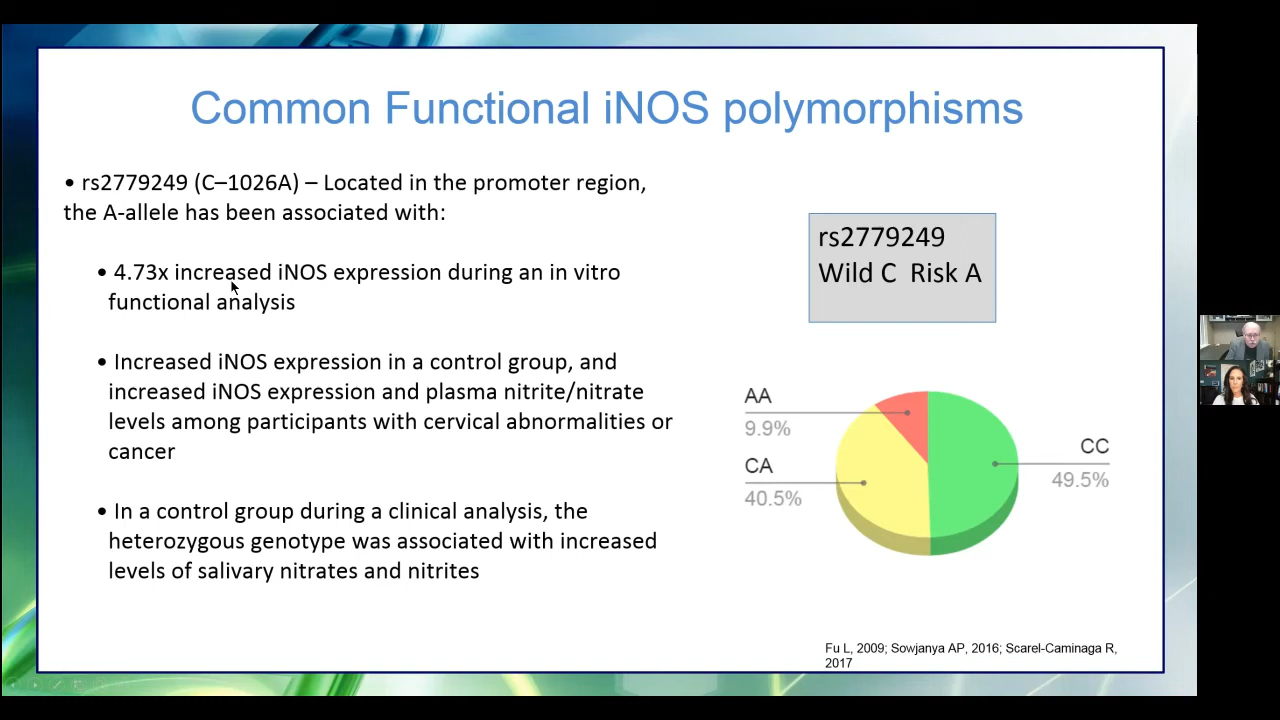 Common Functional iNOS polymorphisms
• rs2779249 (C–1026A) – Located in the promoter region,
the A-allele has been associated with:
• 4.73x increased iNOS expression during an in vitro
functional analysis
• Increased iNOS expression in a control group, and
increased iNOS expression and plasma nitrite/nitrate
levels among participants with cervical abnormalities or
cancer
• In a control group during a clinical analysis, the
heterozygous genotype was associated with increased
levels of salivary nitrates and nitrites
rs2779249
Wild C Risk A
AA
9.9%
CA
40.5%
CC
49.5%
Fu L, 2009; Sowjanya AP, 2016; Scarel-Caminaga R,
2017